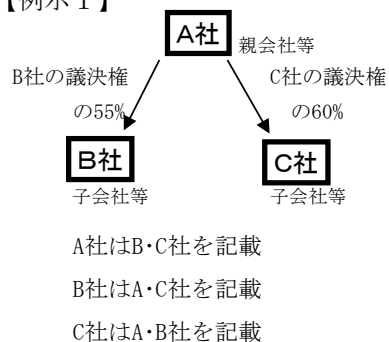 【例示１】
A社
親会社等
B社の議決権
の55%
C社の議決権
の60%
B社
C社
子会社等
子会社等
A社はB･C社を記載
B社はA･C社を記載
C社はA･B社を記載